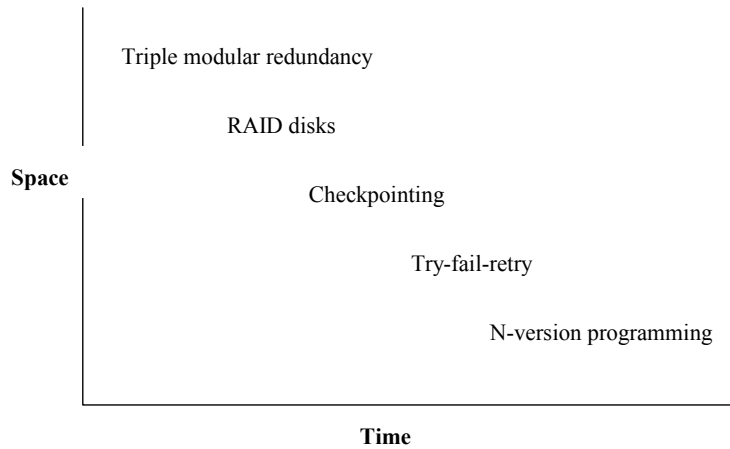 Triple modular redundancy
RAID disks
Space
Checkpointing
Try-fail-retry
N-version programming
Time